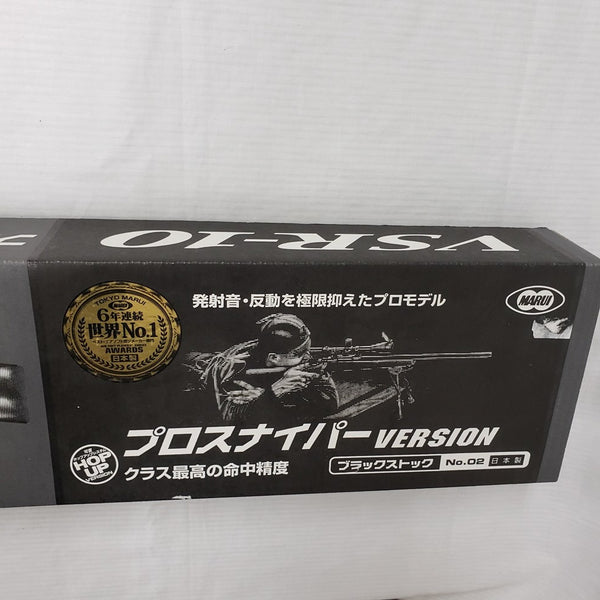 VSR-10
発射音・反動を極限抑えたプロモデル
MARUI
TOKYO MARUI
6年連続
世界No.1
AWARDS
日本製
HOP
UP
VERSION
プロスナイパーVERSION
クラス最高の命中精度
ブラックストック No.02 日本製